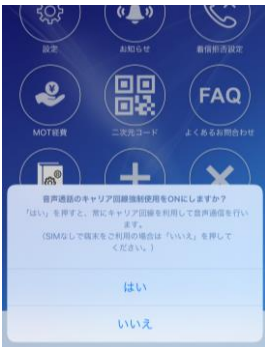 設定
お知らせ
着信拒否設定
FAQ
MOT経費
二次元コード
よくあるお問合わせ
音声通話のキャリア回線強制使用をONにしますか？
「はい」を押すと、常にキャリア回線を利用して音声通信を行い
ます。
(SIMなしで端末をご利用の場合は「いいえ」を押して
ください。)
はい
いいえ